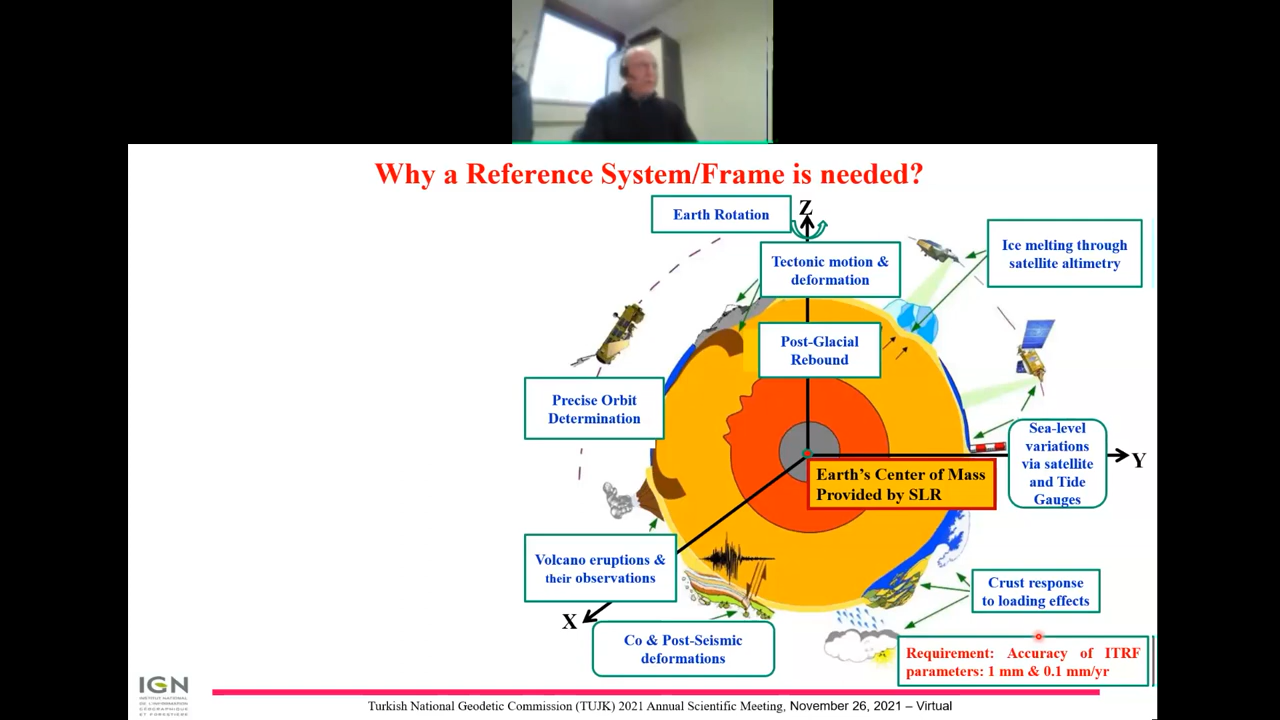 Why a Reference System/Frame is needed?
Earth Rotation
Z
Tectonic motion &
deformation
Ice melting through
satellite altimetry
Post-Glacial
Rebound
Precise Orbit
Determination
Sea-level
variations
via satellite
and Tide
Gauges
Y
Earth's Center of Mass
Provided by SLR
Volcano eruptions &
their observations
Crust response
to loading effects
X
Co & Post-Seismic
deformations
Requirement: Accuracy of ITRF
parameters: 1 mm & 0.1 mm/yr
IGN
INSTITUT NATIONAL
DE L'INFORMATION
GÉOGRAPHIQUE
ET FORESTIÈRE
Turkish National Geodetic Commission (TUJK) 2021 Annual Scientific Meeting, November 26, 2021 – Virtual